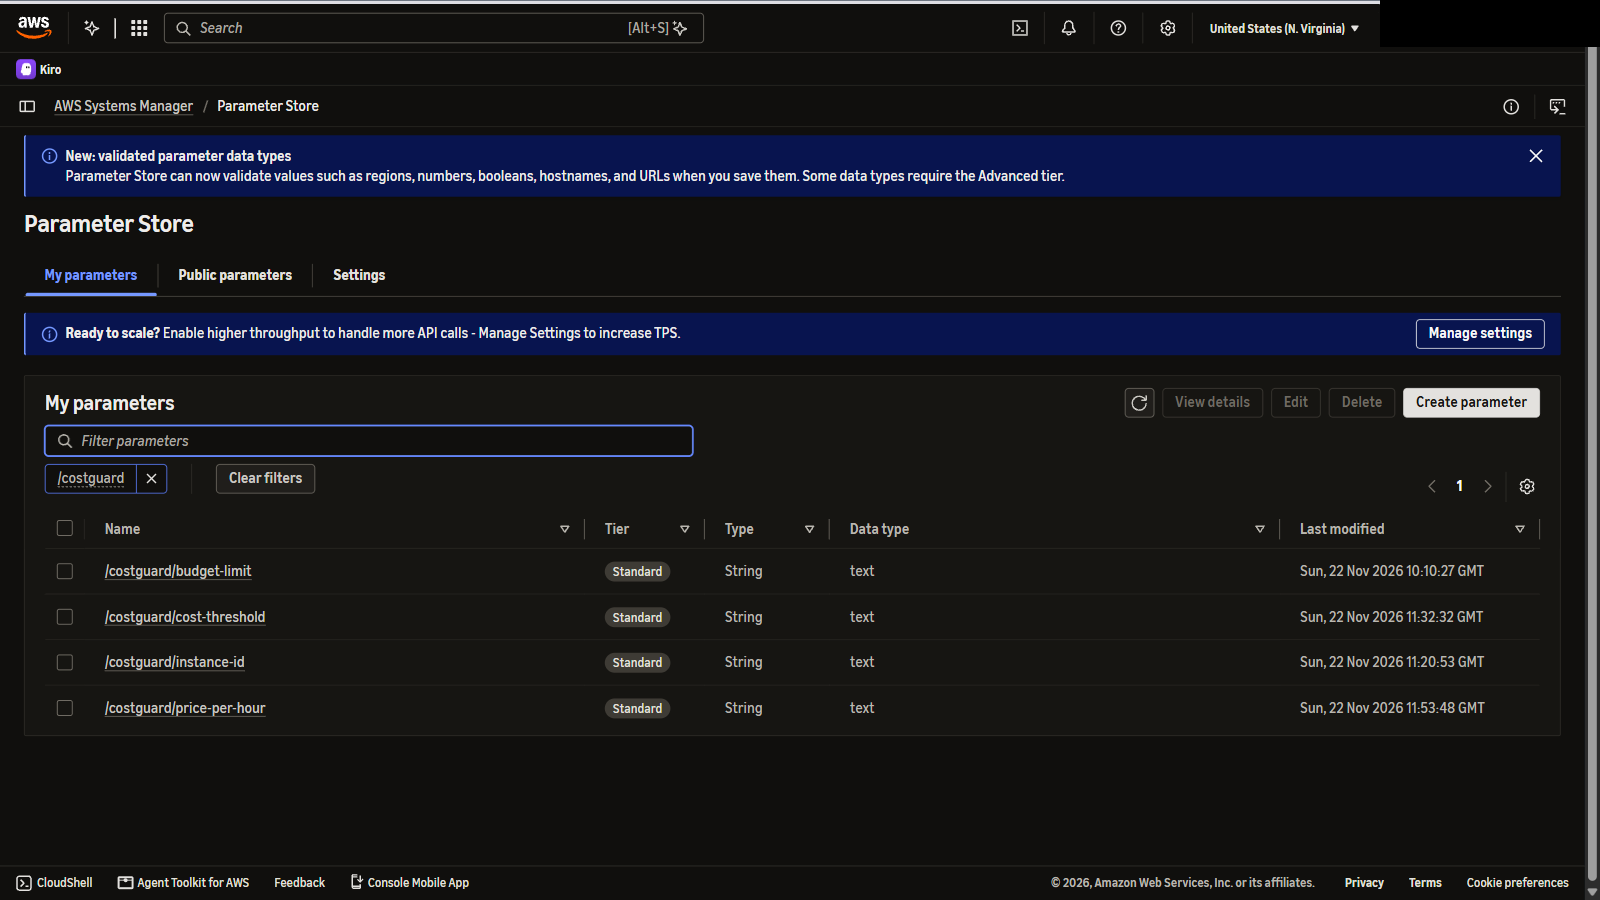 aws
Search [Alt+S]
United States (N. Virginia)
Kiro
AWS Systems Manager / Parameter Store
New: validated parameter data types
Parameter Store can now validate values such as regions, numbers, booleans, hostnames, and URLs when you save them. Some data types require the Advanced tier.
Parameter Store
My parameters Public parameters Settings
Ready to scale? Enable higher throughput to handle more API calls - Manage Settings to increase TPS. Manage settings
My parameters View details Edit Delete Create parameter
Filter parameters
/costguard Clear filters 1
Name Tier Type Data type Last modified
/costguard/budget-limit Standard String text Sun, 22 Nov 2026 10:10:27 GMT
/costguard/cost-threshold Standard String text Sun, 22 Nov 2026 11:32:32 GMT
/costguard/instance-id Standard String text Sun, 22 Nov 2026 11:20:53 GMT
/costguard/price-per-hour Standard String text Sun, 22 Nov 2026 11:53:48 GMT
CloudShell Agent Toolkit for AWS Feedback Console Mobile App © 2026, Amazon Web Services, Inc. or its affiliates. Privacy Terms Cookie preferences